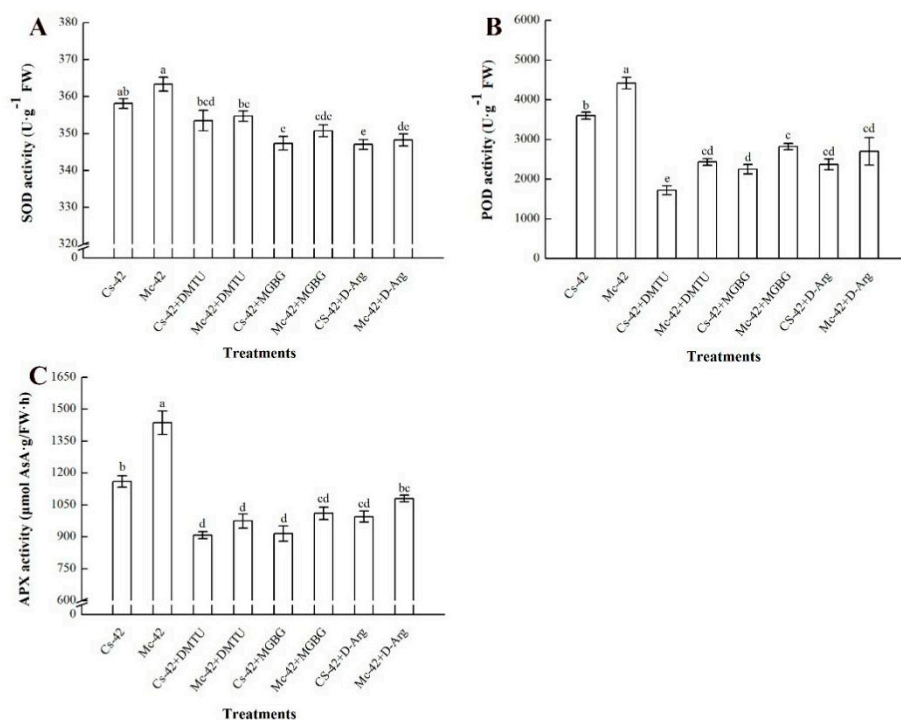 A
SOD activity (U·g⁻¹ FW)
380
370
360
350
340
320
0
ab
a
bcd
bc
c
cdc
e
dc
Cs-42
Mc-42
Cs-42+DMTU
Mc-42+DMTU
Cs-42+MGBG
Mc-42+MGBG
CS-42+D-Arg
Mc-42+D-Arg
Treatments
B
POD activity (U·g⁻¹ FW)
6000
5000
4000
3000
2000
1000
0
b
a
e
cd
d
c
cd
cd
Cs-42
Mc-42
Cs-42+DMTU
Mc-42+DMTU
Cs-42+MGBG
Mc-42+MGBG
CS-42+D-Arg
Mc-42+D-Arg
Treatments
C
APX activity (μmol AsA·g/FW·h)
1650
1500
1350
1200
1050
900
750
600
0
b
a
d
d
d
cd
cd
bc
Cs-42
Mc-42
Cs-42+DMTU
Mc-42+DMTU
Cs-42+MGBG
Mc-42+MGBG
CS-42+D-Arg
Mc-42+D-Arg
Treatments